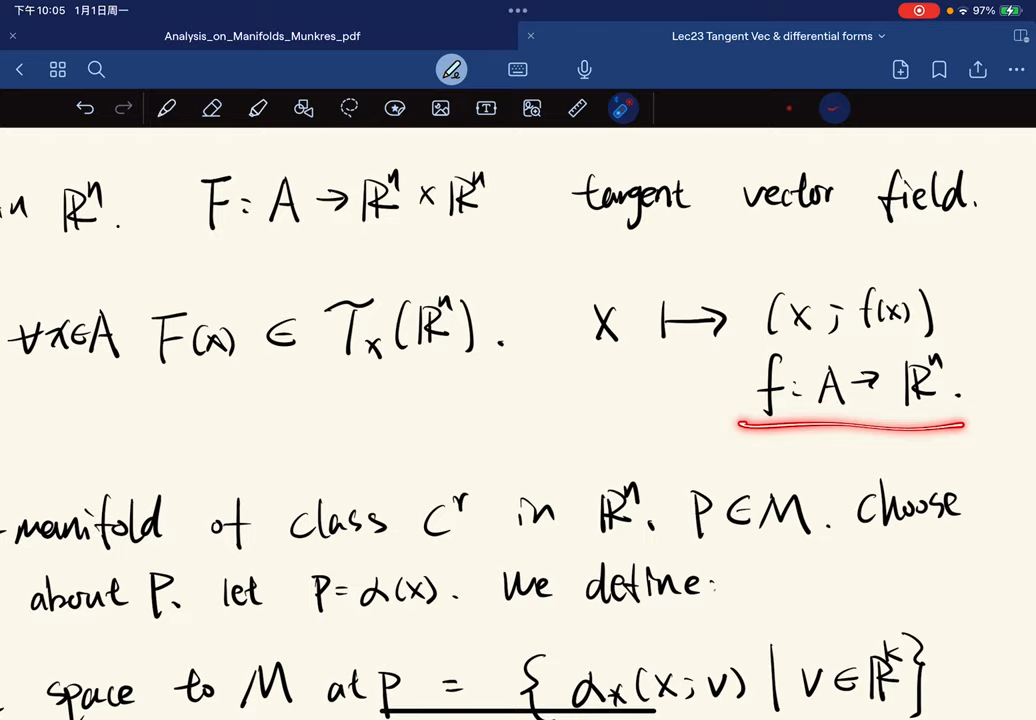 下午10:05 1月1日周一 97%
Analysis_on_Manifolds_Munkres_pdf Lec23 Tangent Vec & differential forms
in ℝⁿ. F: A → ℝⁿ × ℝⁿ tangent vector field.
∀x∈A F(x) ∈ 𝒯ₓ(ℝⁿ). x ↦ (x; f(x))
f: A → ℝⁿ.
-manifold of class Cʳ in ℝⁿ. p∈M. Choose
about p. let p=α(x). We define:
space to M at p = { α_*(x;v) | v∈ℝᵏ}